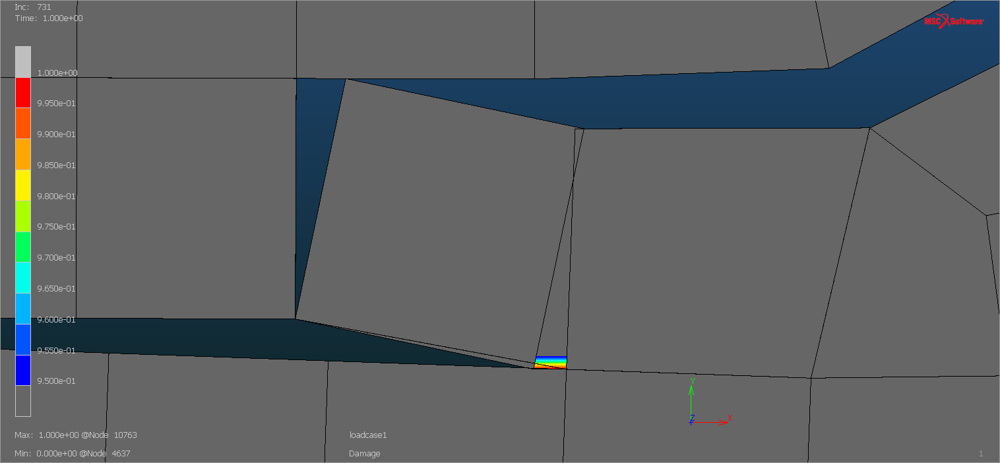 Inc: 731
Time: 1.000e+00
MSC Software
1.000e+00
9.950e-01
9.900e-01
9.850e-01
9.800e-01
9.750e-01
9.700e-01
9.650e-01
9.600e-01
9.550e-01
9.500e-01
Y
Z
X
Max: 1.000e+00 @Node 10763
loadcase1
Min: 0.000e+00 @Node 4637
Damage
1